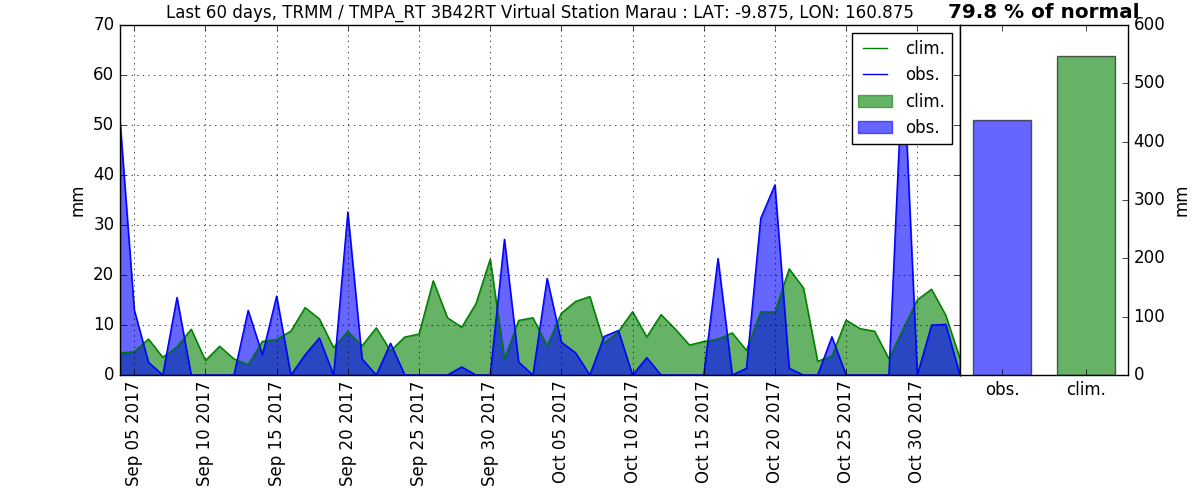 Last 60 days, TRMM / TMPA_RT 3B42RT Virtual Station Marau : LAT: -9.875, LON: 160.875
79.8 % of normal
70
60
50
40
30
20
10
0
mm
clim.
obs.
clim.
obs.
600
500
400
300
200
100
0
mm
obs.
clim.
Sep 05 2017
Sep 10 2017
Sep 15 2017
Sep 20 2017
Sep 25 2017
Sep 30 2017
Oct 05 2017
Oct 10 2017
Oct 15 2017
Oct 20 2017
Oct 25 2017
Oct 30 2017